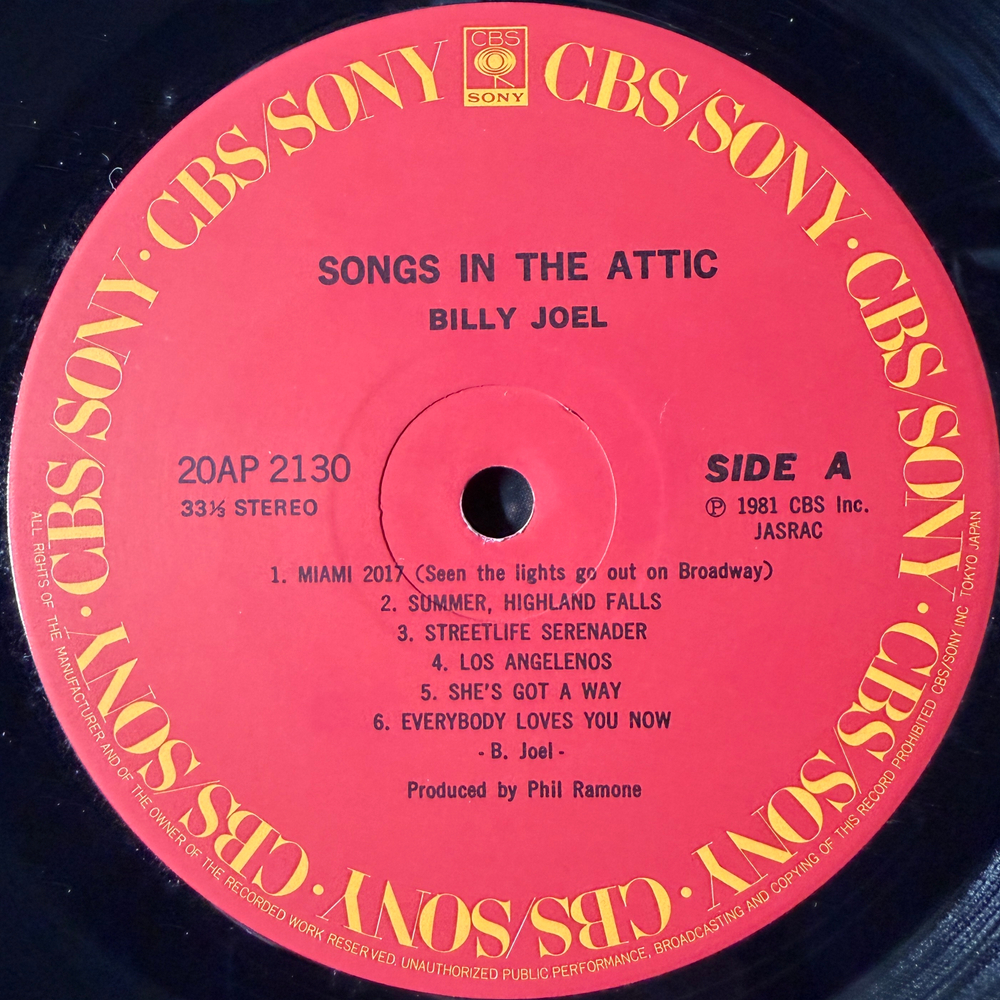 CBS
SONY
CBS/SONY · CBS/SONY · CBS/SONY · CBS/SONY · CBS/SONY · CBS/SONY · CBS/SONY · CBS/SONY
SONGS IN THE ATTIC
BILLY JOEL
20AP 2130
33⅓ STEREO
SIDE A
Ⓟ 1981 CBS Inc.
JASRAC
1. MIAMI 2017 (Seen the lights go out on Broadway)
2. SUMMER, HIGHLAND FALLS
3. STREETLIFE SERENADER
4. LOS ANGELENOS
5. SHE'S GOT A WAY
6. EVERYBODY LOVES YOU NOW
- B. Joel -
Produced by Phil Ramone
ALL RIGHTS OF THE MANUFACTURER AND OF THE OWNER OF THE RECORDED WORK RESERVED. UNAUTHORIZED PUBLIC PERFORMANCE, BROADCASTING AND COPYING OF THIS RECORD PROHIBITED CBS/SONY INC TOKYO JAPAN